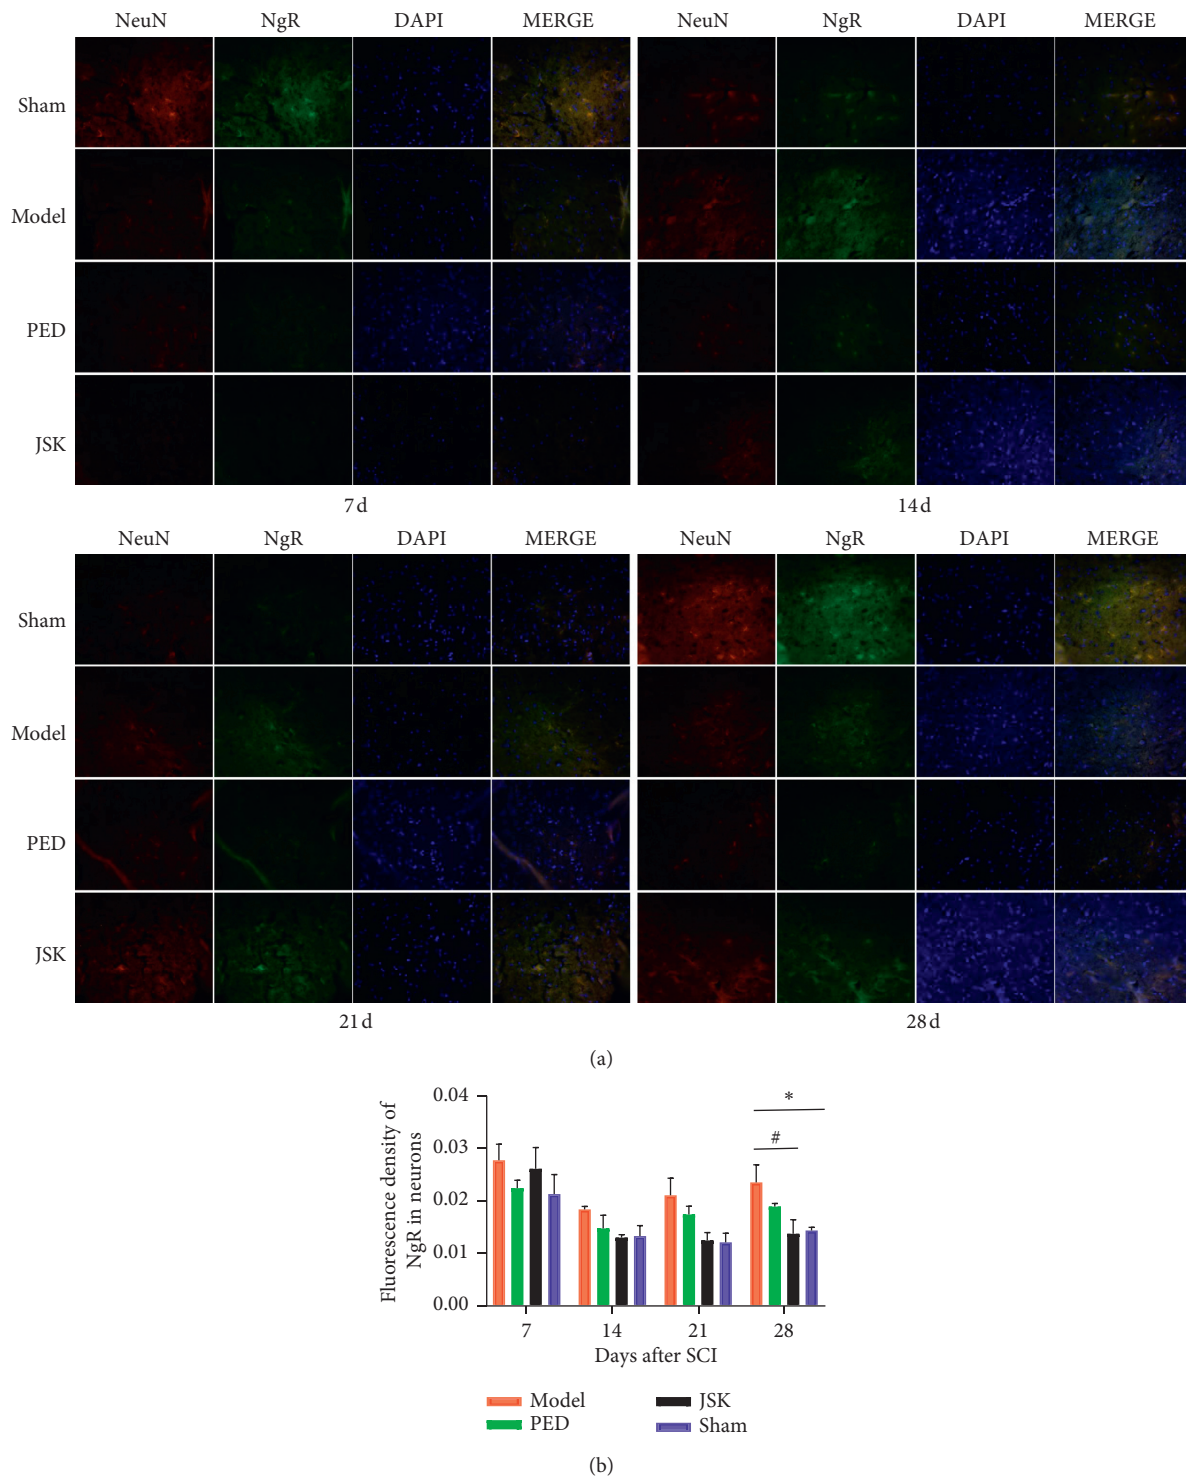 NeuN NgR DAPI MERGE NeuN NgR DAPI MERGE
Sham
Model
PED
JSK
7 d 14 d
NeuN NgR DAPI MERGE NeuN NgR DAPI MERGE
Sham
Model
PED
JSK
21 d 28 d
(a)
Fluorescence density of
NgR in neurons
0.04
0.03
0.02
0.01
0.00
*
#
7 14 21 28
Days after SCI
Model JSK
PED Sham
(b)